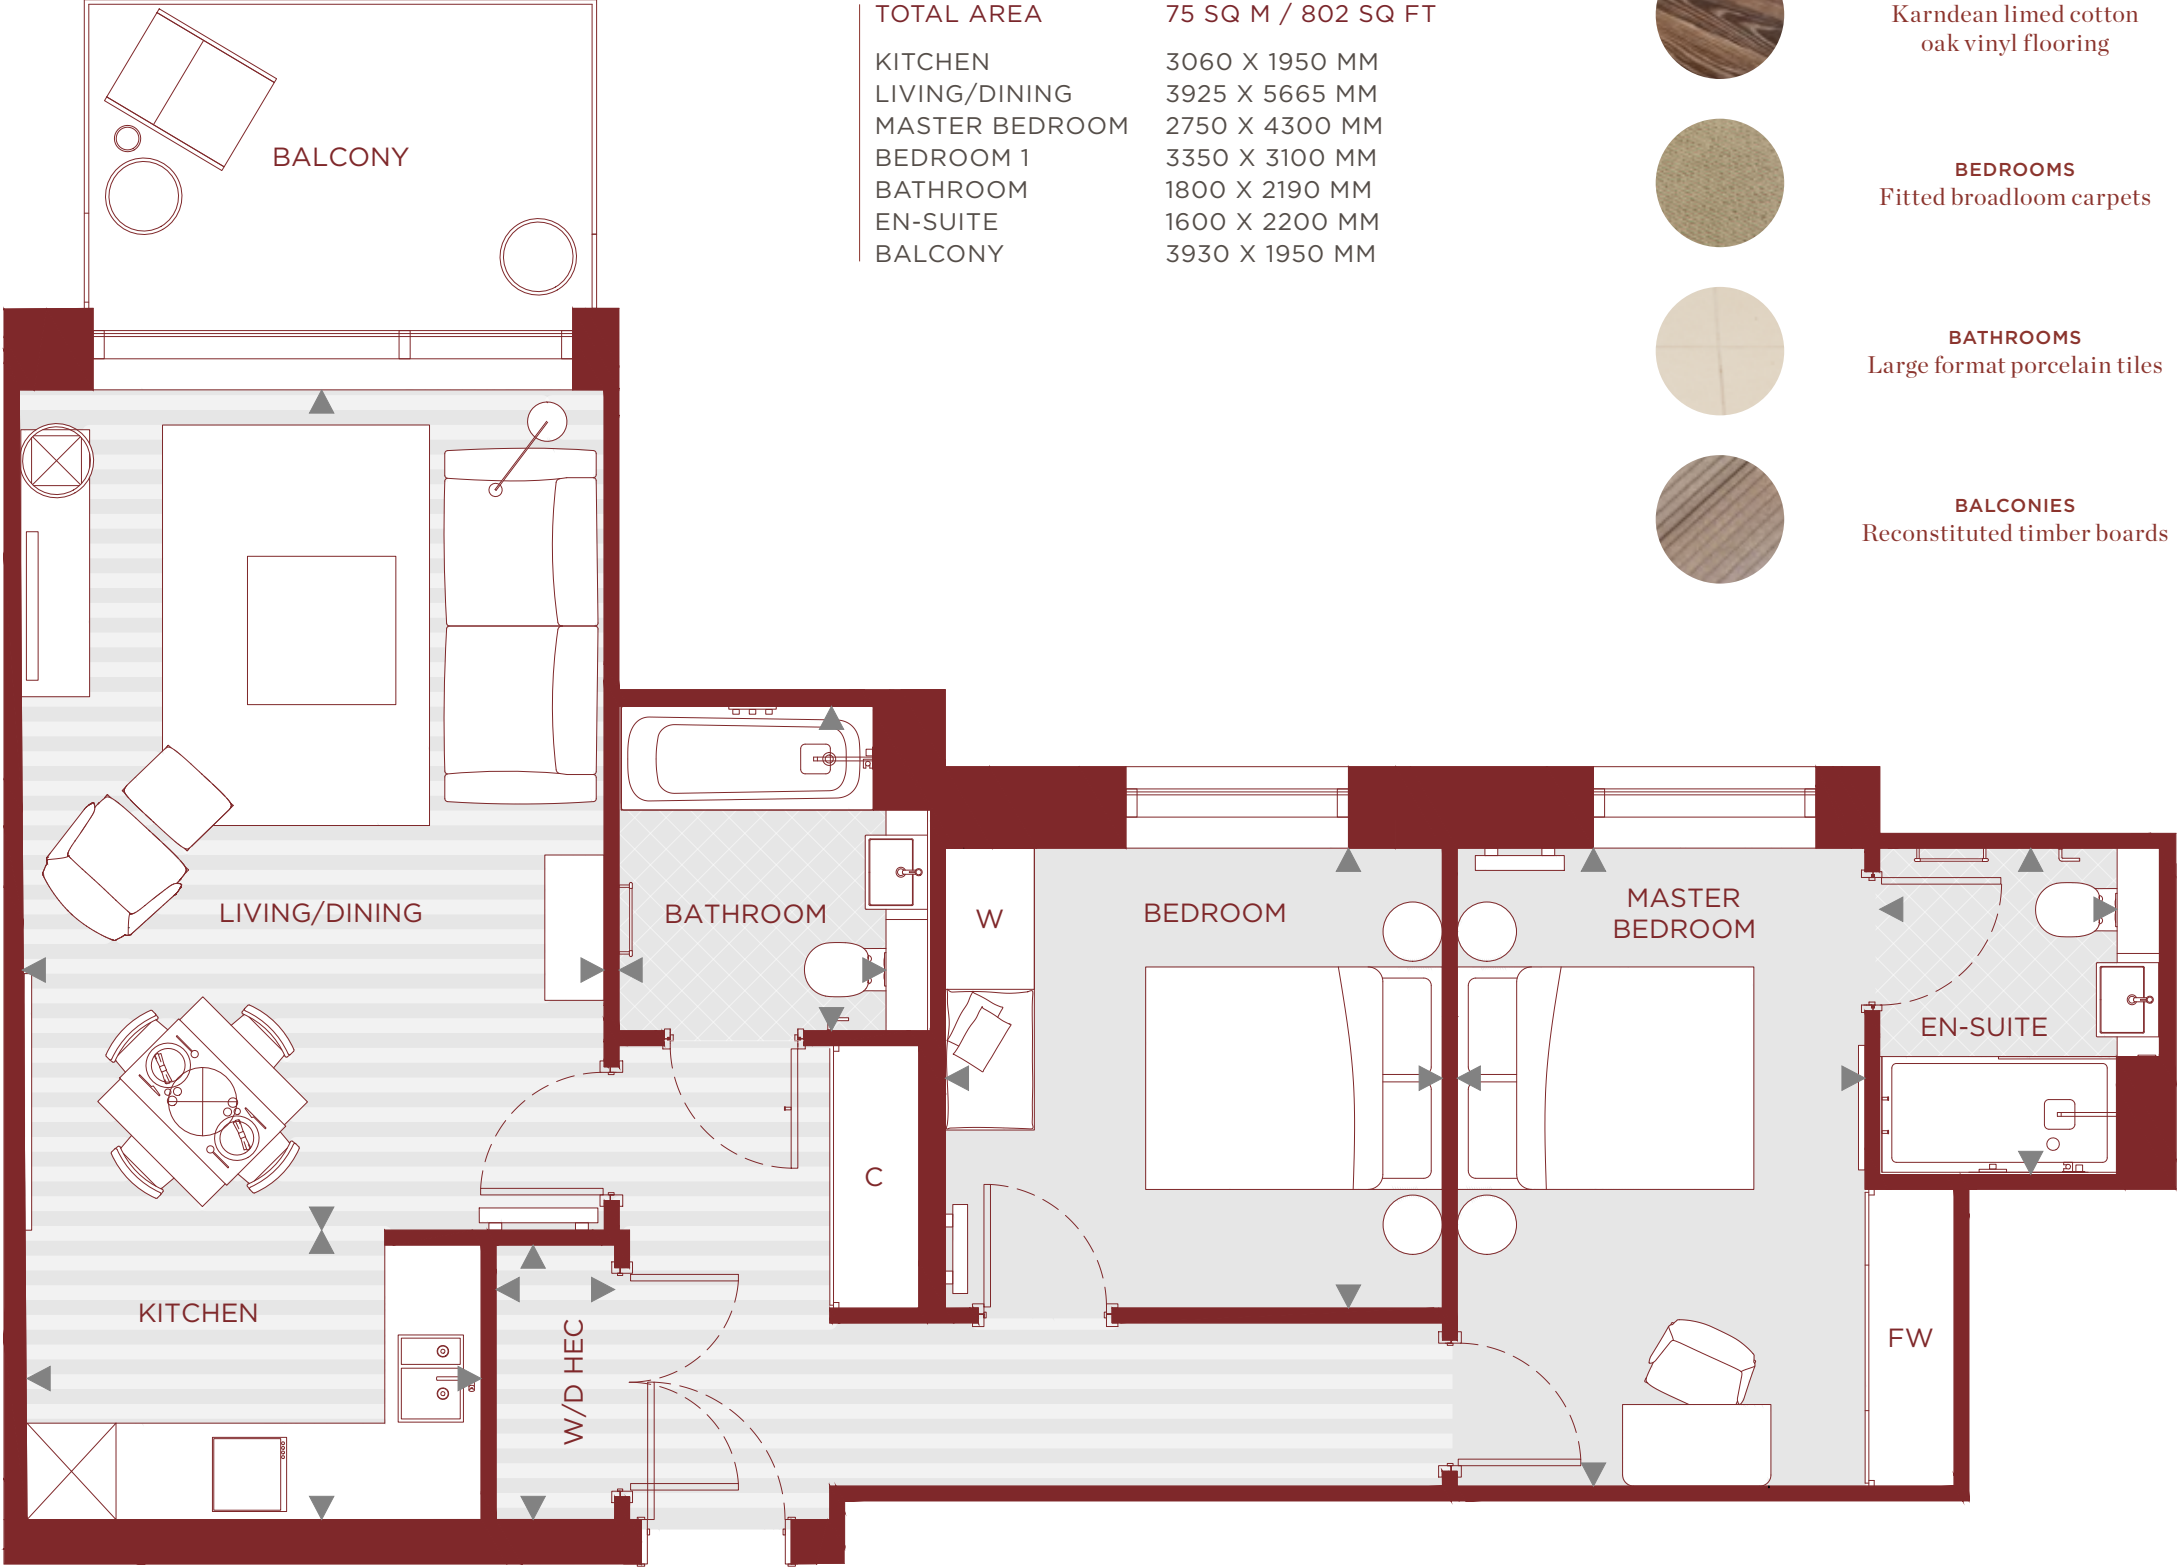 TOTAL AREA 75 SQ M / 802 SQ FT
KITCHEN 3060 X 1950 MM
LIVING/DINING 3925 X 5665 MM
MASTER BEDROOM 2750 X 4300 MM
BEDROOM 1 3350 X 3100 MM
BATHROOM 1800 X 2190 MM
EN-SUITE 1600 X 2200 MM
BALCONY 3930 X 1950 MM
Karndean limed cotton
oak vinyl flooring
BEDROOMS
Fitted broadloom carpets
BATHROOMS
Large format porcelain tiles
BALCONIES
Reconstituted timber boards
BALCONY
LIVING/DINING
BATHROOM
W
BEDROOM
MASTER
BEDROOM
EN-SUITE
C
KITCHEN
W/D HEC
FW